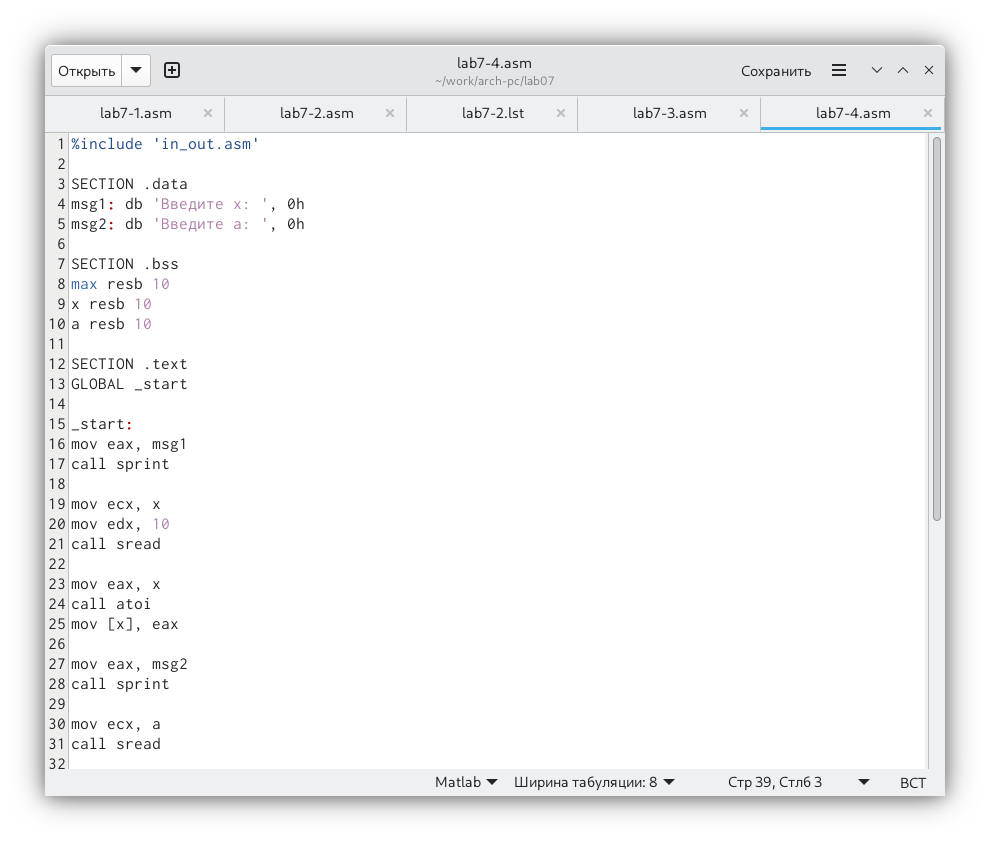 Открыть
lab7-4.asm
~/work/arch-pc/lab07
Сохранить
lab7-1.asm
lab7-2.asm
lab7-2.lst
lab7-3.asm
lab7-4.asm
1 %include 'in_out.asm'
2
3 SECTION .data
4 msg1: db 'Введите x: ', 0h
5 msg2: db 'Введите a: ', 0h
6
7 SECTION .bss
8 max resb 10
9 x resb 10
10 a resb 10
11
12 SECTION .text
13 GLOBAL _start
14
15 _start:
16 mov eax, msg1
17 call sprint
18
19 mov ecx, x
20 mov edx, 10
21 call sread
22
23 mov eax, x
24 call atoi
25 mov [x], eax
26
27 mov eax, msg2
28 call sprint
29
30 mov ecx, a
31 call sread
32
Matlab
Ширина табуляции: 8
Стр 39, Стлб 3
ВСТ